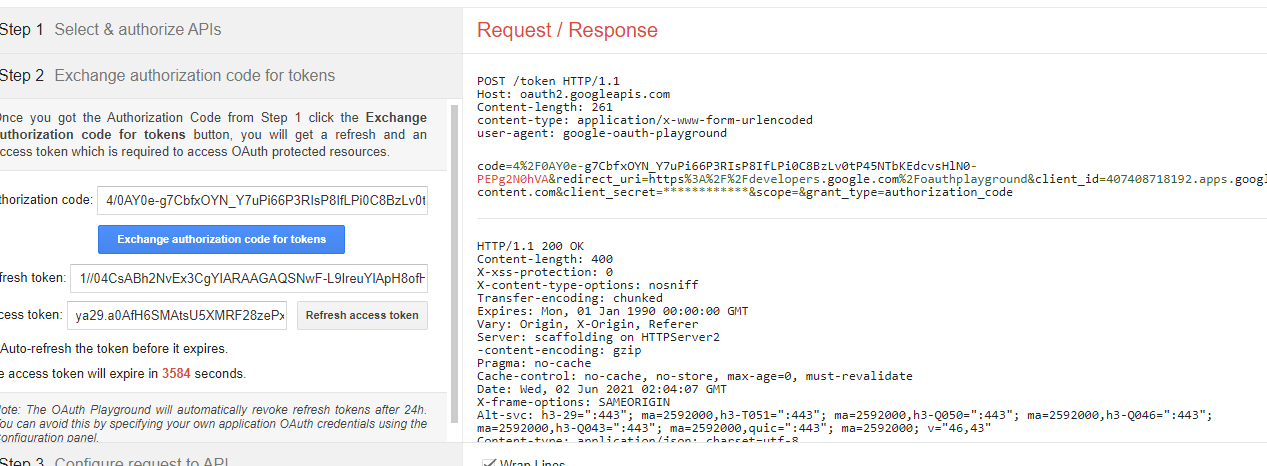 Step 1 Select & authorize APIs
Step 2 Exchange authorization code for tokens
nce you got the Authorization Code from Step 1 click the Exchange
uthorization code for tokens button, you will get a refresh and an
ccess token which is required to access OAuth protected resources.
thorization code: 4/0AY0e-g7CbfxOYN_Y7uPi66P3RIsP8IfLPi0C8BzLv0t
Exchange authorization code for tokens
fresh token: 1//04CsABh2NvEx3CgYIARAAGAQSNwF-L9IreuYlApH8ofH
cess token: ya29.a0AfH6SMAtsU5XMRF28zePx Refresh access token
Auto-refresh the token before it expires.
e access token will expire in 3584 seconds.
Note: The OAuth Playground will automatically revoke refresh tokens after 24h.
You can avoid this by specifying your own application OAuth credentials using the
Configuration panel.
Step 3 Configure request to API
Request / Response
POST /token HTTP/1.1
Host: oauth2.googleapis.com
Content-length: 261
content-type: application/x-www-form-urlencoded
user-agent: google-oauth-playground
code=4%2F0AY0e-g7CbfxOYN_Y7uPi66P3RIsP8IfLPi0C8BzLv0tP45NTbKEdcvsHlN0-
PEPg2N0hVA&redirect_uri=https%3A%2F%2Fdevelopers.google.com%2Foauthplayground&client_id=407408718192.apps.goog
content.com&client_secret=************&scope=&grant_type=authorization_code
HTTP/1.1 200 OK
Content-length: 400
X-xss-protection: 0
X-content-type-options: nosniff
Transfer-encoding: chunked
Expires: Mon, 01 Jan 1990 00:00:00 GMT
Vary: Origin, X-Origin, Referer
Server: scaffolding on HTTPServer2
-content-encoding: gzip
Pragma: no-cache
Cache-control: no-cache, no-store, max-age=0, must-revalidate
Date: Wed, 02 Jun 2021 02:04:07 GMT
X-frame-options: SAMEORIGIN
Alt-svc: h3-29=":443"; ma=2592000,h3-T051=":443"; ma=2592000,h3-Q050=":443"; ma=2592000,h3-Q046=":443";
ma=2592000,h3-Q043=":443"; ma=2592000,quic=":443"; ma=2592000; v="46,43"
Content-type: application/json; charset=utf-8
Wrap Lines